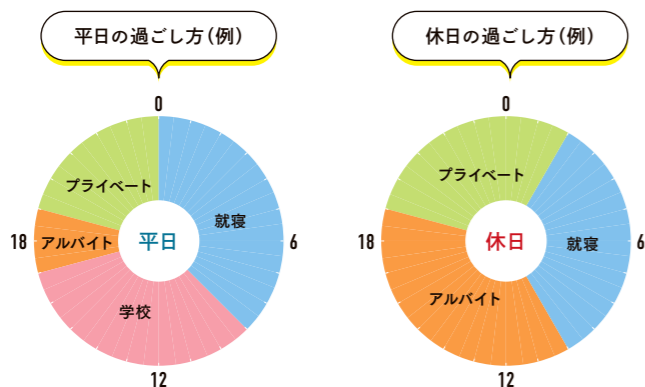 平日の過ごし方(例)
0
プライベート
就寝
18
アルバイト
平日
6
学校
12
休日の過ごし方(例)
0
プライベート
18
休日
就寝
6
アルバイト
12